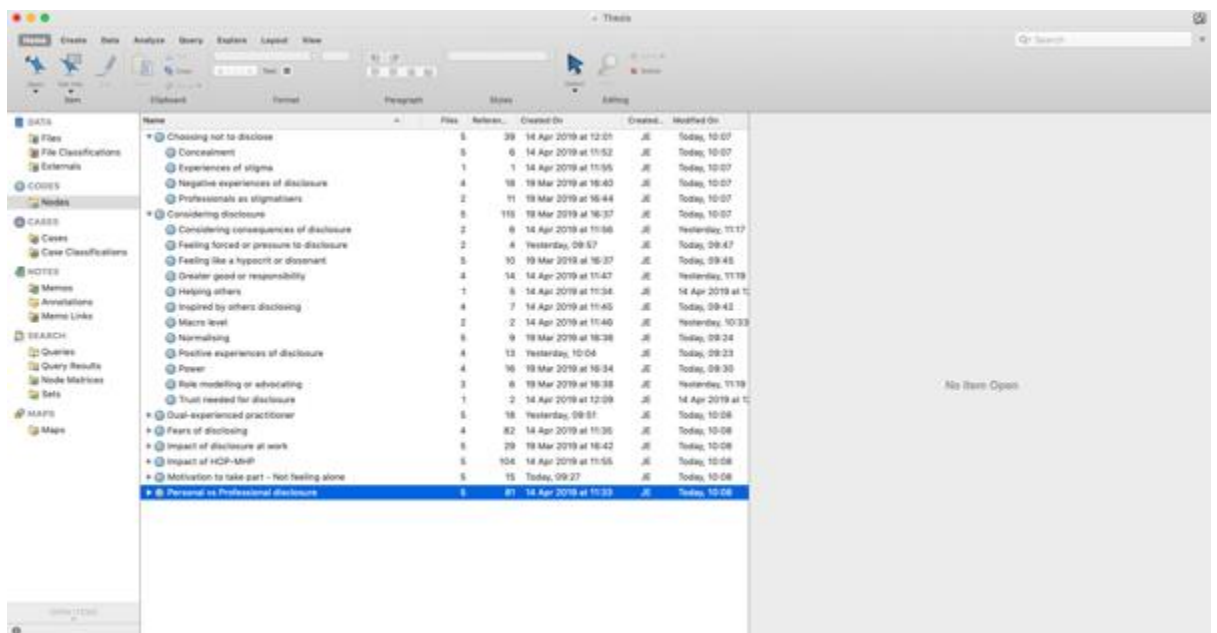 Thesis
Home Create Data Analyze Query Explore Layout View
Search
Item Clipboard Format Paragraph Styles Editing
DATA
Files
File Classifications
Externals
CODES
Nodes
CASES
Cases
Case Classifications
NOTES
Memos
Annotations
Memo Links
SEARCH
Queries
Query Results
Node Matrices
Sets
MAPS
Maps
OPEN ITEMS
Name Files Referen... Created On Created... Modified On
Choosing not to disclose 5 39 14 Apr 2019 at 12:01 JE Today, 10:07
Concealment 5 6 14 Apr 2019 at 11:52 JE Today, 10:07
Experiences of stigma 1 1 14 Apr 2019 at 11:55 JE Today, 10:07
Negative experiences of disclosure 4 18 19 Mar 2019 at 16:40 JE Today, 10:07
Professionals as stigmatisers 2 11 19 Mar 2019 at 16:44 JE Today, 10:07
Considering disclosure 5 115 19 Mar 2019 at 16:37 JE Today, 10:07
Considering consequences of disclosure 2 6 14 Apr 2019 at 11:56 JE Yesterday, 11:17
Feeling forced or pressure to disclosure 2 4 Yesterday, 09:57 JE Today, 09:47
Feeling like a hypocrit or dissonant 5 10 19 Mar 2019 at 16:37 JE Today, 09:45
Greater good or responsibility 4 14 14 Apr 2019 at 11:47 JE Yesterday, 11:19
Helping others 1 5 14 Apr 2019 at 11:34 JE 14 Apr 2019 at 1
Inspired by others disclosing 4 7 14 Apr 2019 at 11:45 JE Today, 09:42
Macro level 2 2 14 Apr 2019 at 11:46 JE Yesterday, 10:33
Normalising 5 9 19 Mar 2019 at 16:36 JE Today, 09:24
Positive experiences of disclosure 4 13 Yesterday, 10:04 JE Today, 09:23
Power 4 16 19 Mar 2019 at 16:34 JE Today, 09:30
Role modelling or advocating 3 6 19 Mar 2019 at 16:38 JE Yesterday, 11:19
Trust needed for disclosure 1 2 14 Apr 2019 at 12:09 JE 14 Apr 2019 at 1
Dual-experienced practitioner 5 18 Yesterday, 09:51 JE Today, 10:08
Fears of disclosing 4 82 14 Apr 2019 at 11:35 JE Today, 10:08
Impact of disclosure at work 5 29 19 Mar 2019 at 16:42 JE Today, 10:08
Impact of HOP-MHP 5 104 14 Apr 2019 at 11:55 JE Today, 10:08
Motivation to take part - Not feeling alone 5 15 Today, 09:27 JE Today, 10:08
Personal vs Professional disclosure 5 81 14 Apr 2019 at 11:33 JE Today, 10:08
No Item Open